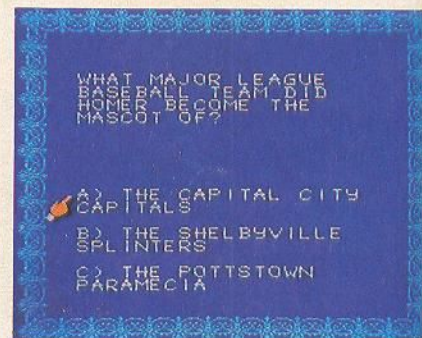 WHAT MAJOR LEAGUE
BASEBALL TEAM DID
HOMER BECOME THE
MASCOT OF?
A) THE CAPITAL CITY
CAPITALS
B) THE SHELBYVILLE
SPLINTERS
C) THE POTTSTOWN
PARAMECIA